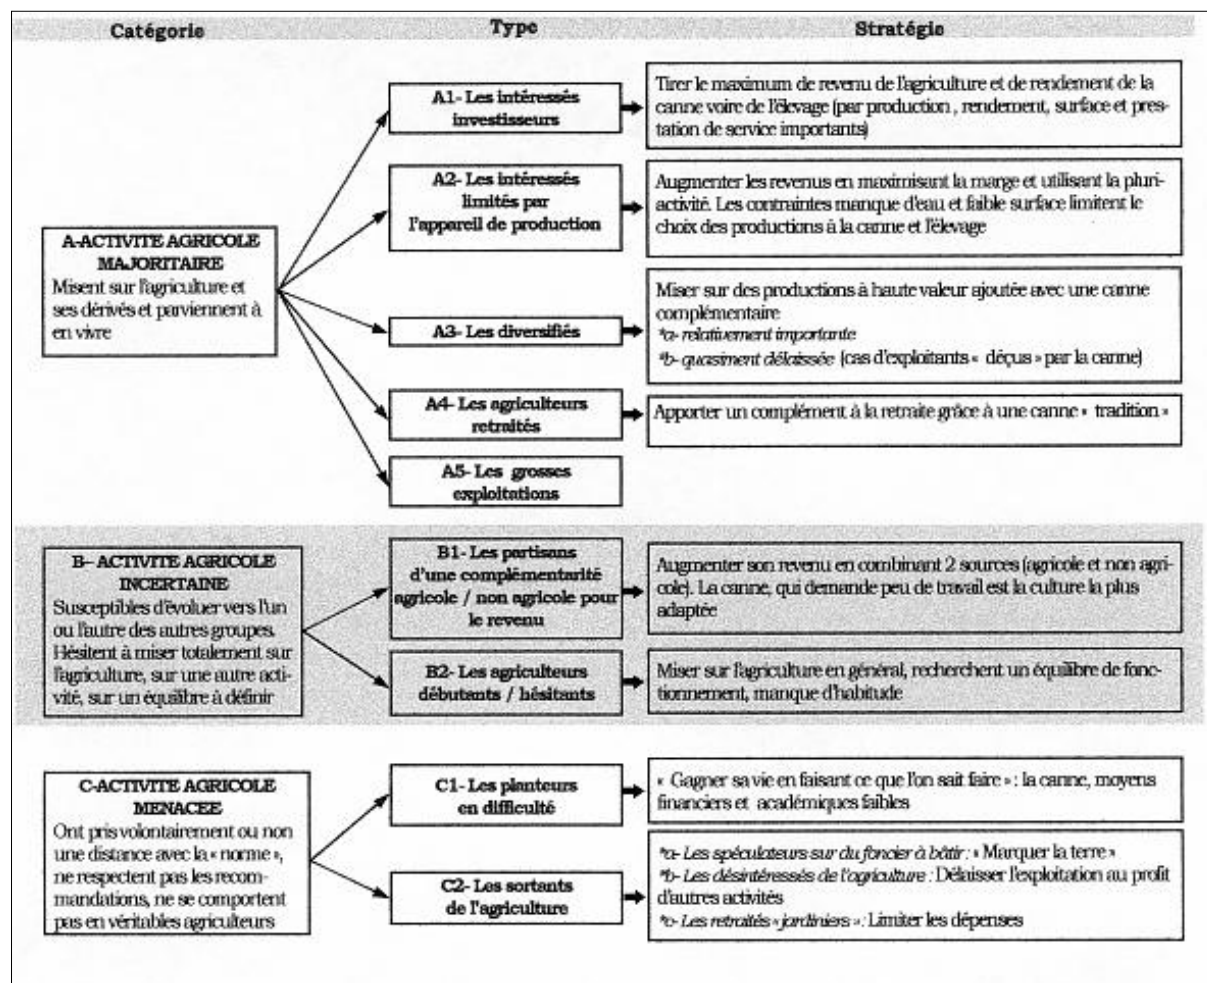 Catégorie
Type
Stratégie
A-ACTIVITE AGRICOLE
MAJORITAIRE
Misent sur l'agriculture et
ses dérivés et parviennent à
en vivre
A1- Les intéressés
investisseurs
Tirer le maximum de revenu de l'agriculture et de rendement de la
canne voire de l'élevage (par production , rendement, surface et pres-
tation de service importants)
A2- Les intéressés
limités par
l'appareil de production
Augmenter les revenus en maximisant la marge et utilisant la pluri-
activité. Les contraintes manque d'eau et faible surface limitent le
choix des productions à la canne et l'élevage
A3- Les diversifiés
Miser sur des productions à haute valeur ajoutée avec une canne
complémentaire
*a- relativement importante
*b- quasiment délaissée (cas d'exploitants « déçus » par la canne)
A4- Les agriculteurs
retraités
Apporter un complément à la retraite grâce à une canne « tradition »
A5- Les grosses
exploitations
B- ACTIVITE AGRICOLE
INCERTAINE
Susceptibles d'évoluer vers l'un
ou l'autre des autres groupes.
Hésitent à miser totalement sur
l'agriculture, sur une autre acti-
vité, sur un équilibre à définir
B1- Les partisans
d'une complémentarité
agricole / non agricole pour
le revenu
Augmenter son revenu en combinant 2 sources (agricole et non agri-
cole). La canne, qui demande peu de travail est la culture la plus
adaptée
B2- Les agriculteurs
débutants / hésitants
Miser sur l'agriculture en général, recherchent un équilibre de fonc-
tionnement, manque d'habitude
C-ACTIVITE AGRICOLE
MENACEE
Ont pris volontairement ou non
une distance avec la « norme »,
ne respectent pas les recom-
mandations, ne se comportent
pas en véritables agriculteurs
C1- Les planteurs
en difficulté
« Gagner sa vie en faisant ce que l'on sait faire » : la canne, moyens
financiers et académiques faibles
C2- Les sortants
de l'agriculture
*a- Les spéculateurs sur du foncier à bâtir : « Marquer la terre »
*b- Les désintéressés de l'agriculture : Délaisser l'exploitation au profit
d'autres activités
*c- Les retraités « jardiniers » : Limiter les dépenses